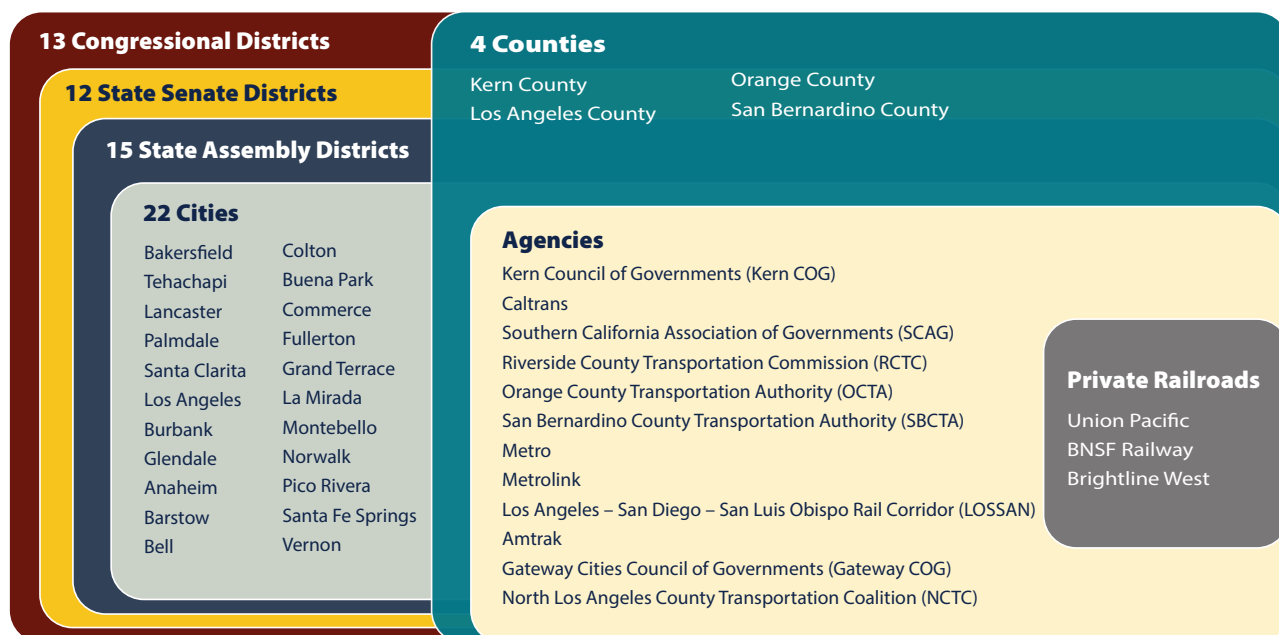 13 Congressional Districts
12 State Senate Districts
15 State Assembly Districts
22 Cities
Bakersfield
Tehachapi
Lancaster
Palmdale
Santa Clarita
Los Angeles
Burbank
Glendale
Anaheim
Barstow
Bell
Colton
Buena Park
Commerce
Fullerton
Grand Terrace
La Mirada
Montebello
Norwalk
Pico Rivera
Santa Fe Springs
Vernon
4 Counties
Kern County
Los Angeles County
Orange County
San Bernardino County
Agencies
Kern Council of Governments (Kern COG)
Caltrans
Southern California Association of Governments (SCAG)
Riverside County Transportation Commission (RCTC)
Orange County Transportation Authority (OCTA)
San Bernardino County Transportation Authority (SBCTA)
Metro
Metrolink
Los Angeles – San Diego – San Luis Obispo Rail Corridor (LOSSAN)
Amtrak
Gateway Cities Council of Governments (Gateway COG)
North Los Angeles County Transportation Coalition (NCTC)
Private Railroads
Union Pacific
BNSF Railway
Brightline West